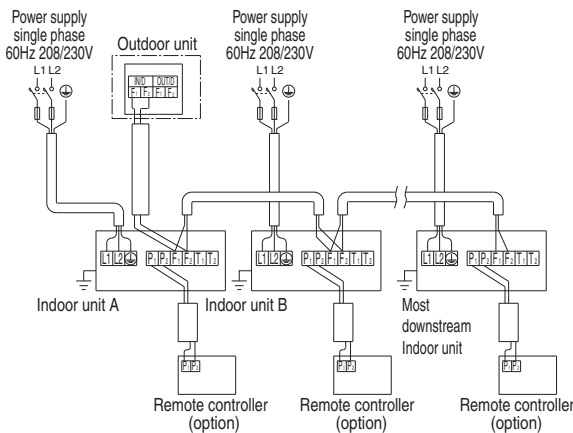 Power supply
single phase
60Hz 208/230V
L1 L2
Outdoor unit
IN/D OUT/D
F₁ F₂ F₁ F₂
Power supply
single phase
60Hz 208/230V
L1 L2
Power supply
single phase
60Hz 208/230V
L1 L2
L1 L2
P₁ P₂ F₁ F₂ T₁ T₂
L1 L2
P₁ P₂ F₁ F₂ T₁ T₂
L1 L2
P₁ P₂ F₁ F₂ T₁ T₂
Indoor unit A
Indoor unit B
Most
downstream
Indoor unit
P₁ P₂
P₁ P₂
P₁ P₂
Remote controller
(option)
Remote controller
(option)
Remote controller
(option)